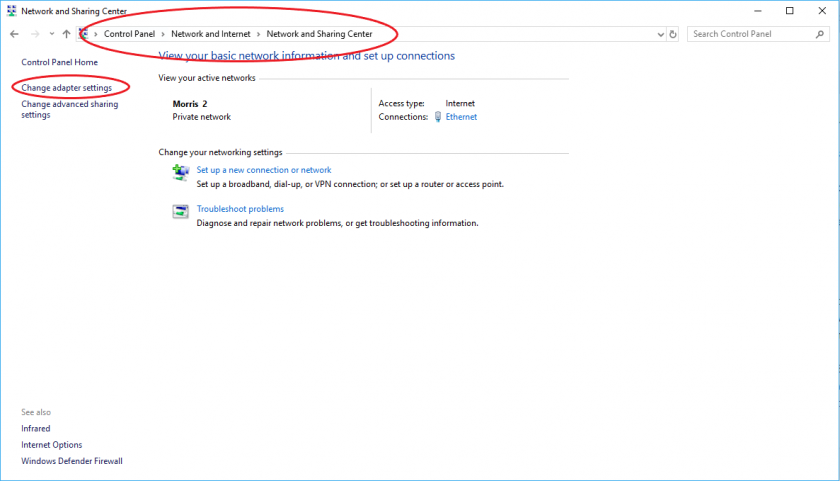 Network and Sharing Center
Control Panel > Network and Internet > Network and Sharing Center
Search Control Panel
Control Panel Home
Change adapter settings
Change advanced sharing
settings
View your basic network information and set up connections
View your active networks
Morris 2
Private network
Access type: Internet
Connections: Ethernet
Change your networking settings
Set up a new connection or network
Set up a broadband, dial-up, or VPN connection; or set up a router or access point.
Troubleshoot problems
Diagnose and repair network problems, or get troubleshooting information.
See also
Infrared
Internet Options
Windows Defender Firewall